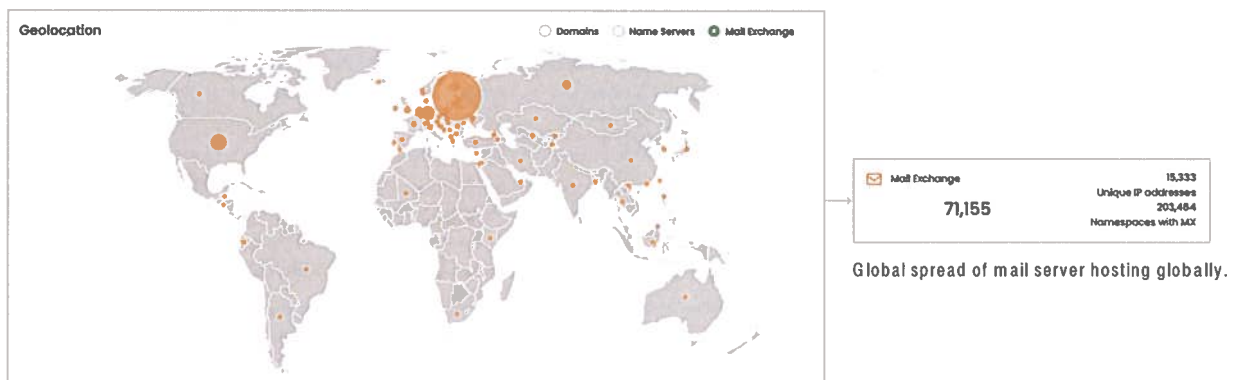 Geolocation
Domains Name Servers Mail Exchange
Mail Exchange
71,155
15,333
Unique IP addresses
203,464
Namespaces with MX
Global spread of mail server hosting globally.